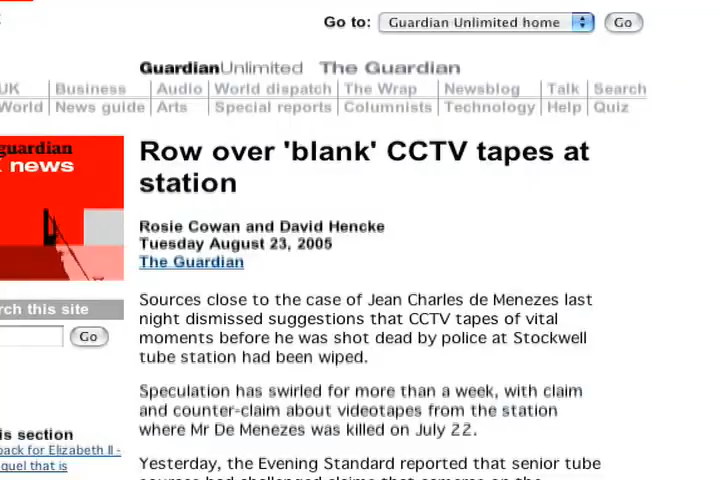 Go to: Guardian Unlimited home Go
GuardianUnlimited The Guardian
UK Business Audio World dispatch The Wrap Newsblog Talk Search
World News guide Arts Special reports Columnists Technology Help Quiz
guardian
news
Row over 'blank' CCTV tapes at
station
Rosie Cowan and David Hencke
Tuesday August 23, 2005
The Guardian
Sources close to the case of Jean Charles de Menezes last
night dismissed suggestions that CCTV tapes of vital
moments before he was shot dead by police at Stockwell
tube station had been wiped.
rch this site
Go
Speculation has swirled for more than a week, with claim
and counter-claim about videotapes from the station
where Mr De Menezes was killed on July 22.
is section
back for Elizabeth II -
quel that is
Yesterday, the Evening Standard reported that senior tube